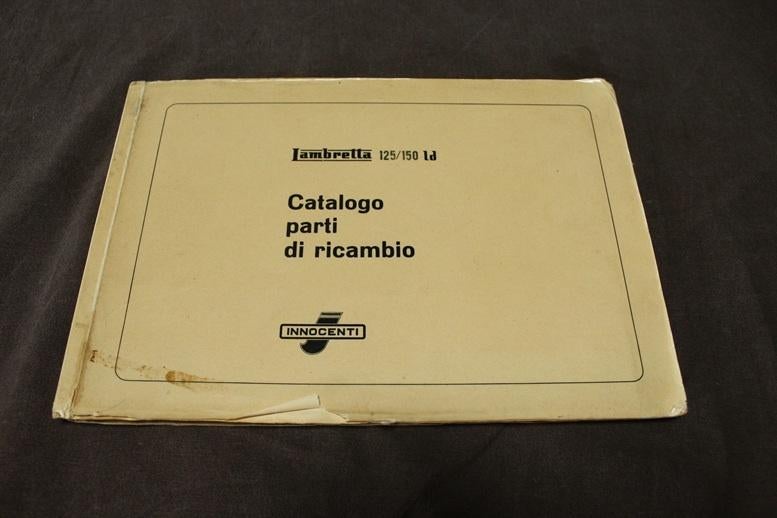 Lambretta 125/150 ld
Catalogo
parti
di ricambio
INNOCENTI